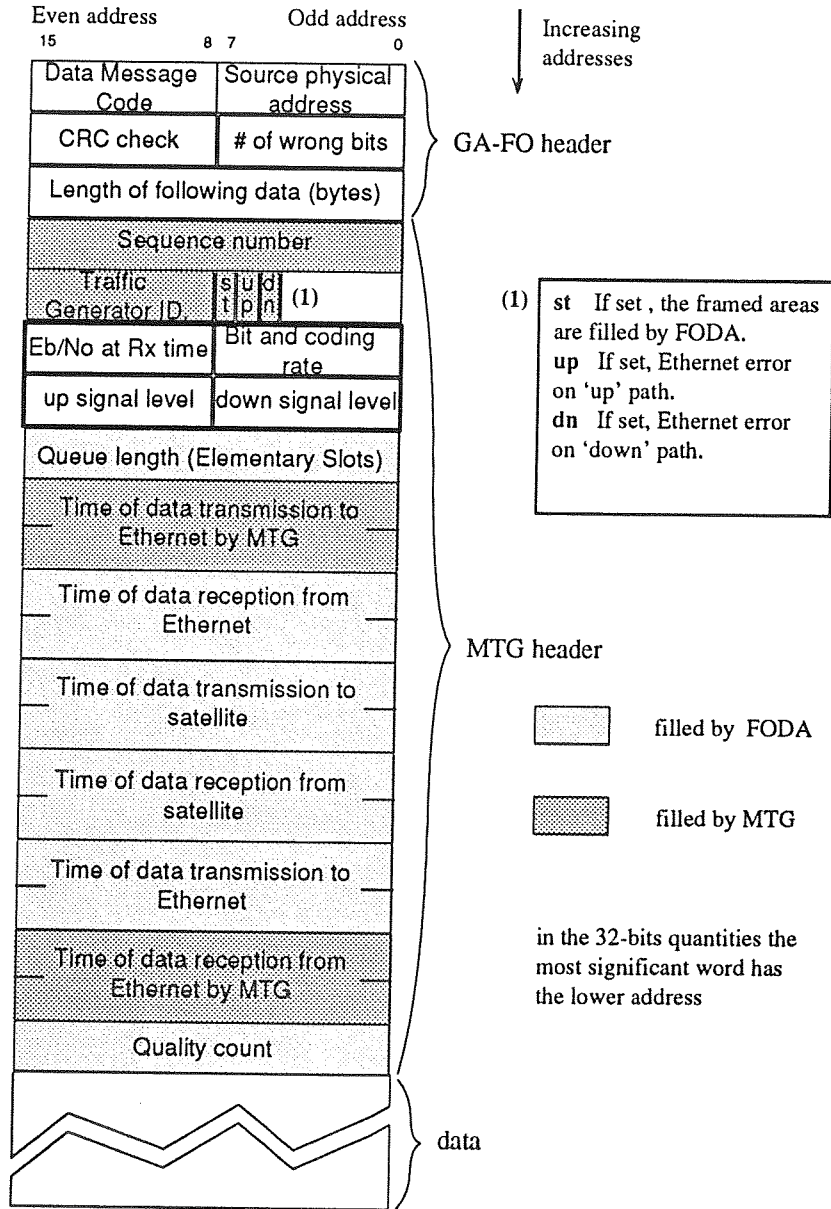 Even address Odd address
15 8 7 0
Increasing
addresses
Data Message
Code
Source physical
address
CRC check
# of wrong bits
Length of following data (bytes)
GA-FO header
Sequence number
Traffic
Generator ID.
st
up
dn
(1)
Eb/No at Rx time
Bit and coding
rate
up signal level
down signal level
Queue length (Elementary Slots)
Time of data transmission to
Ethernet by MTG
Time of data reception from
Ethernet
Time of data transmission to
satellite
Time of data reception from
satellite
Time of data transmission to
Ethernet
Time of data reception from
Ethernet by MTG
Quality count
MTG header
data
(1)
st If set , the framed areas
are filled by FODA.
up If set, Ethernet error
on 'up' path.
dn If set, Ethernet error
on 'down' path.
filled by FODA
filled by MTG
in the 32-bits quantities the
most significant word has
the lower address